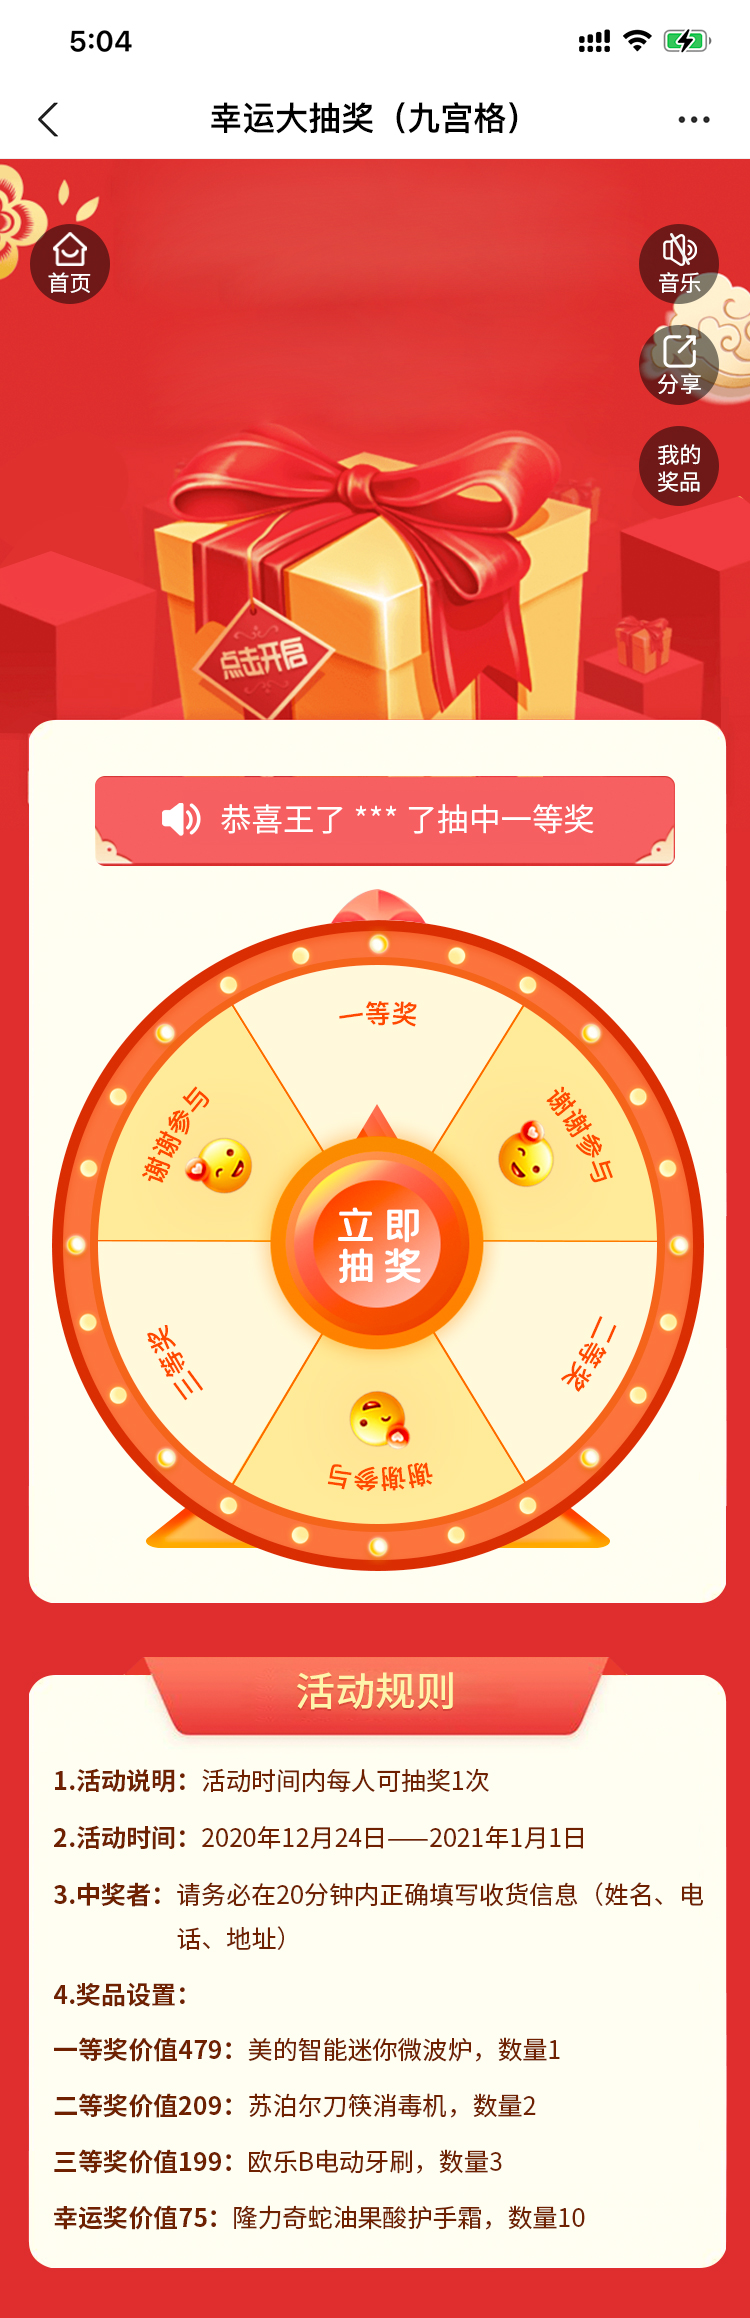 5:04
幸运大抽奖（九宫格）
首页
音乐
分享
我的
奖品
点击开启
恭喜王了 *** 了抽中一等奖
一等奖
谢谢参与
谢谢参与
立即
抽奖
三等奖
二等奖
谢谢参与
活动规则
1.活动说明：活动时间内每人可抽奖1次
2.活动时间：2020年12月24日——2021年1月1日
3.中奖者：请务必在20分钟内正确填写收货信息（姓名、电
话、地址）
4.奖品设置：
一等奖价值479：美的智能迷你微波炉，数量1
二等奖价值209：苏泊尔刀筷消毒机，数量2
三等奖价值199：欧乐B电动牙刷，数量3
幸运奖价值75：隆力奇蛇油果酸护手霜，数量10